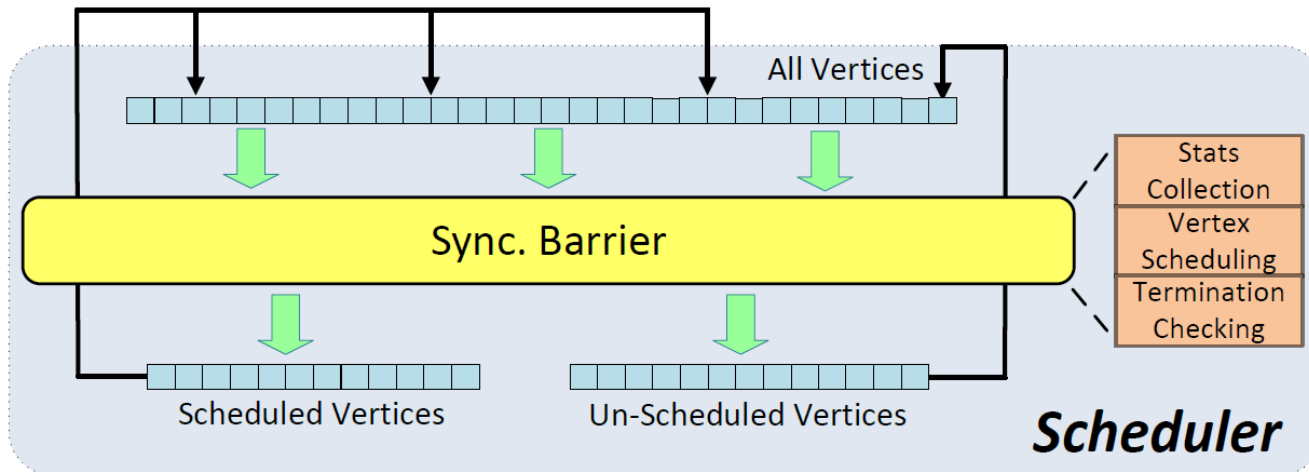 All Vertices
Stats
Collection
Vertex
Scheduling
Termination
Checking
Sync. Barrier
Scheduled Vertices
Un-Scheduled Vertices
Scheduler